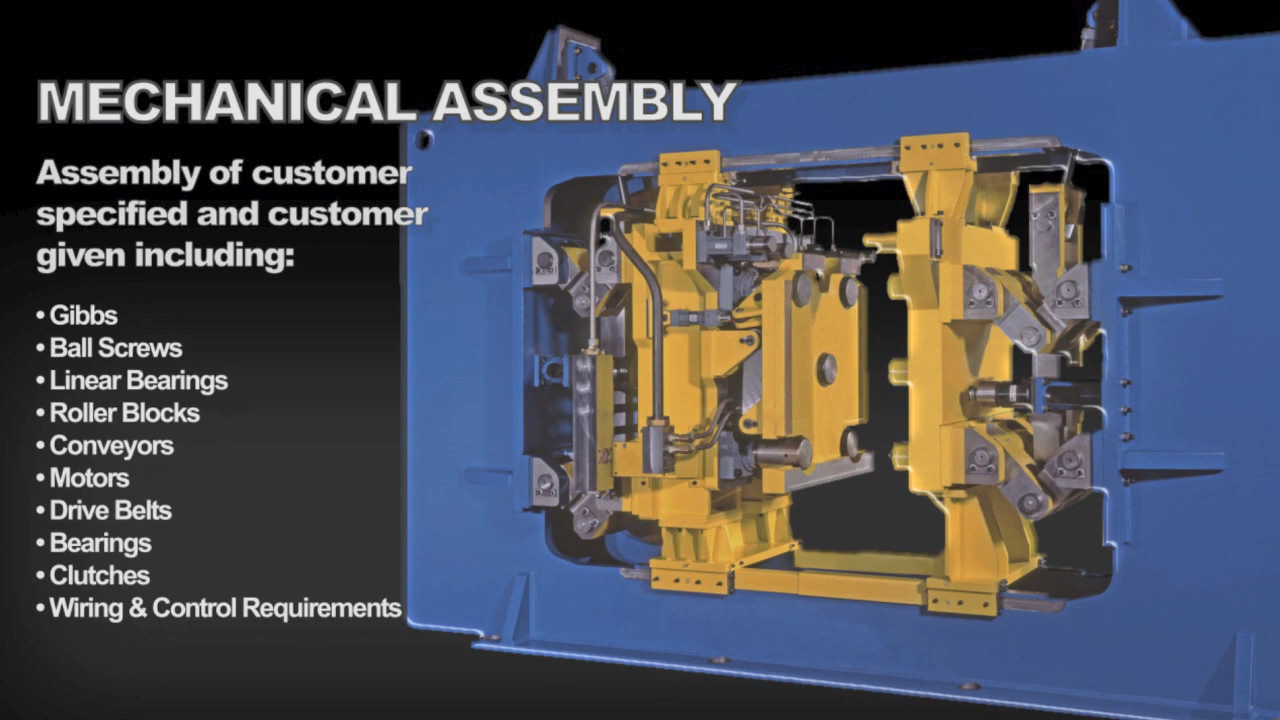 MECHANICAL ASSEMBLY
Assembly of customer
specified and customer
given including:
• Gibbs
• Ball Screws
• Linear Bearings
• Roller Blocks
• Conveyors
• Motors
• Drive Belts
• Bearings
• Clutches
• Wiring & Control Requirements